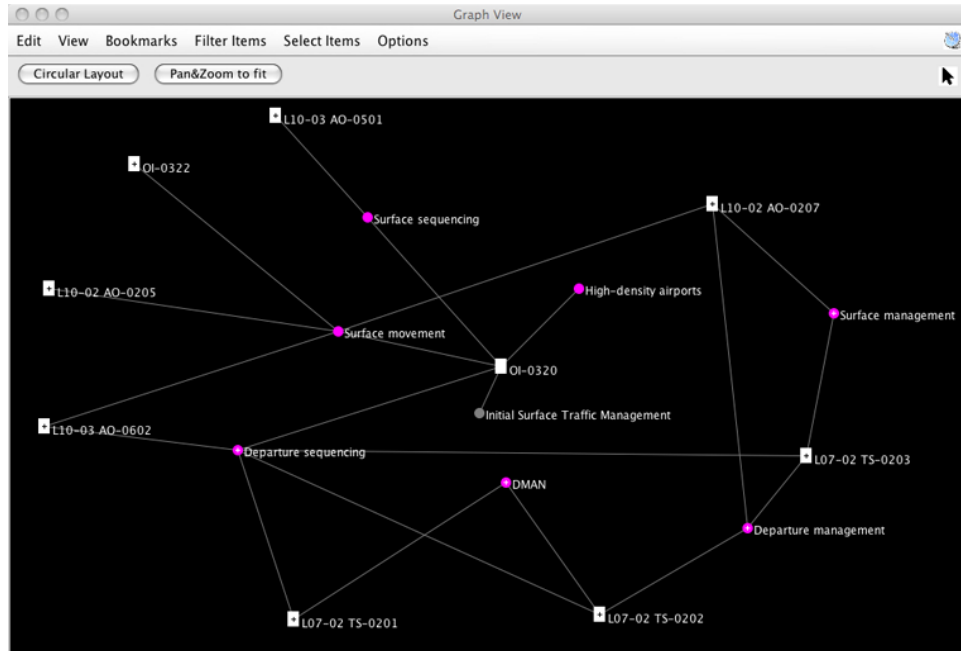 Graph View
Edit View Bookmarks Filter Items Select Items Options
Circular Layout Pan&Zoom to fit
L10-03 AO-0501
OI-0322
L10-02 AO-0207
Surface sequencing
High-density airports
L10-02 AO-0205
Surface management
Surface movement
OI-0320
Initial Surface Traffic Management
L10-03 AO-0602
Departure sequencing
L07-02 TS-0203
DMAN
Departure management
L07-02 TS-0201
L07-02 TS-0202